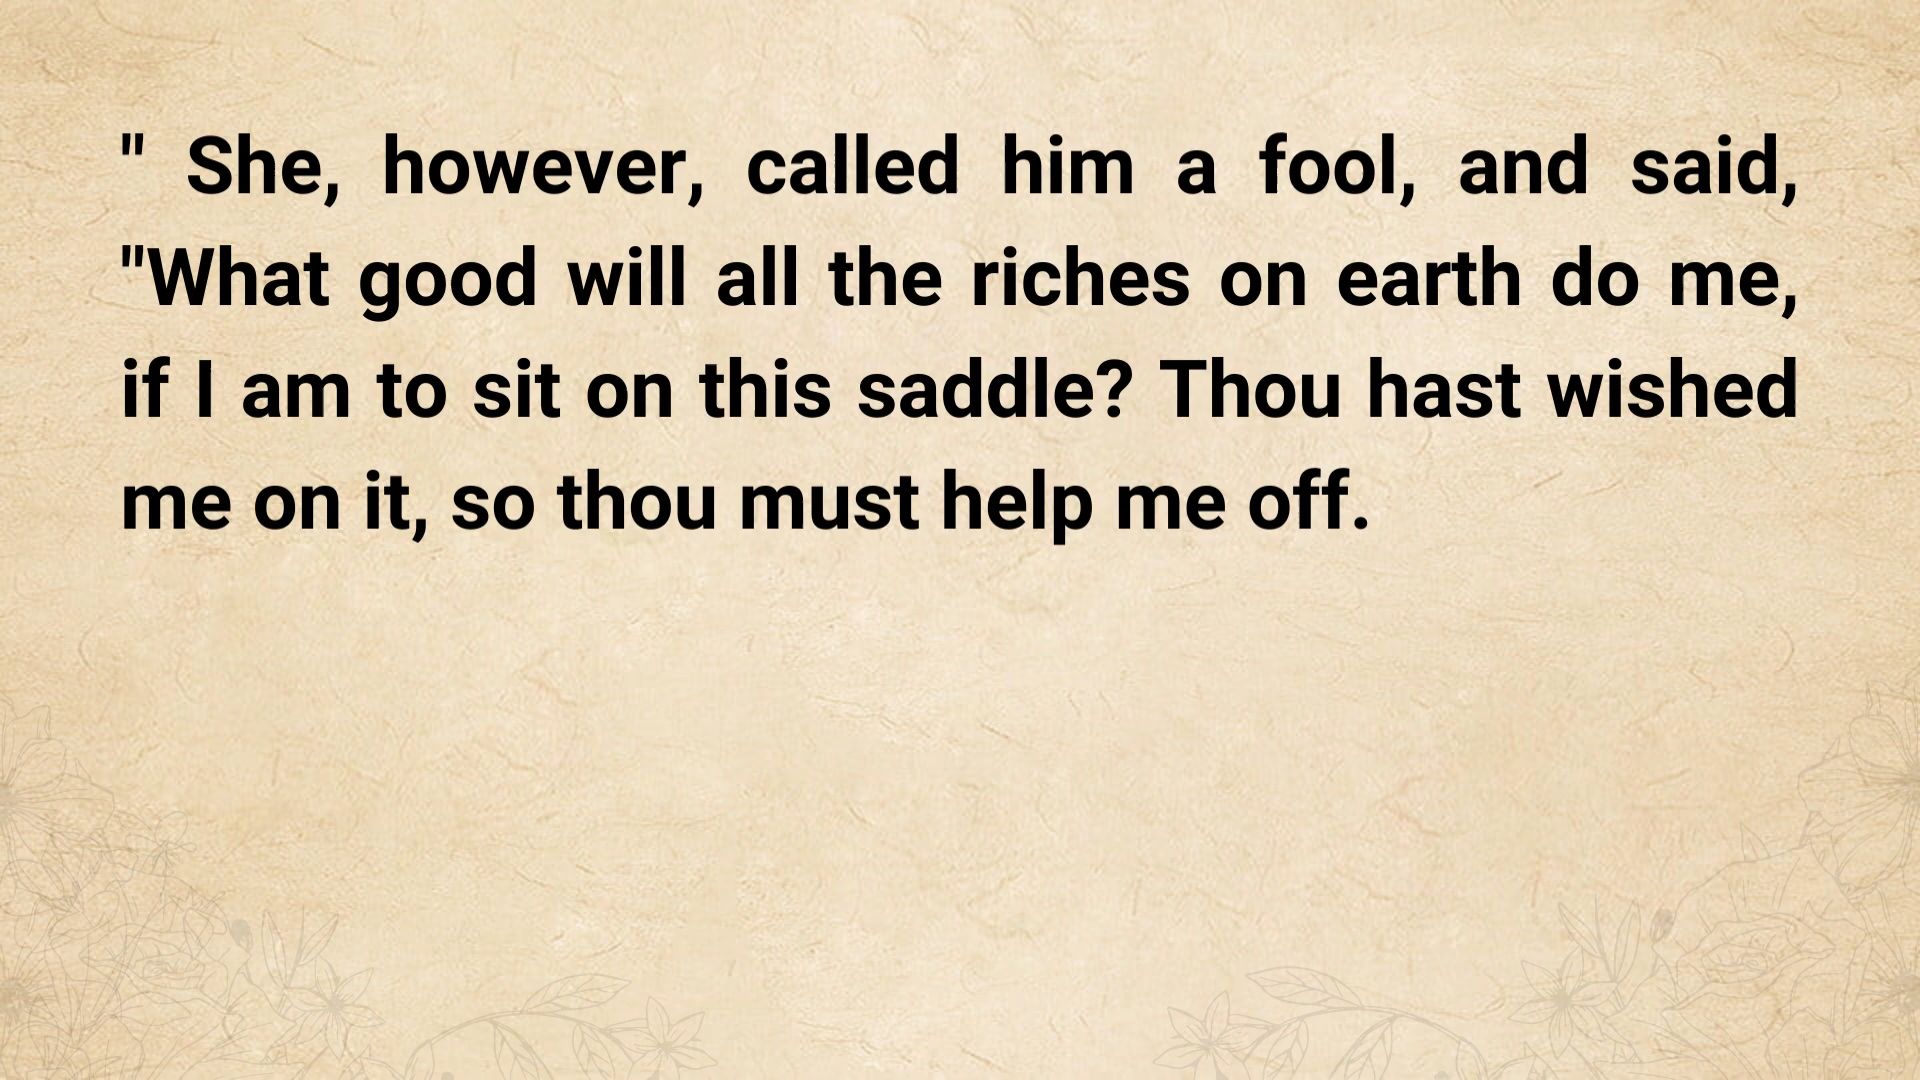 " She, however, called him a fool, and said,
"What good will all the riches on earth do me,
if I am to sit on this saddle? Thou hast wished
me on it, so thou must help me off.